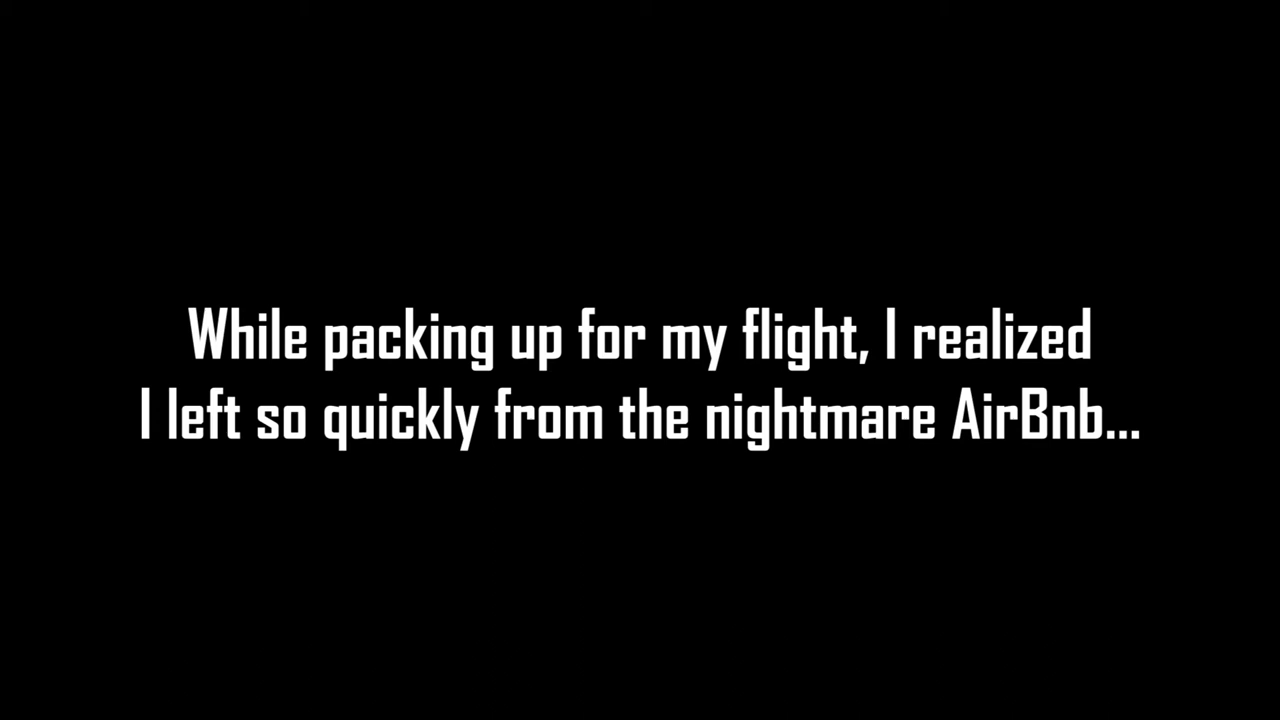 While packing up for my flight, I realized
I left so quickly from the nightmare AirBnb...